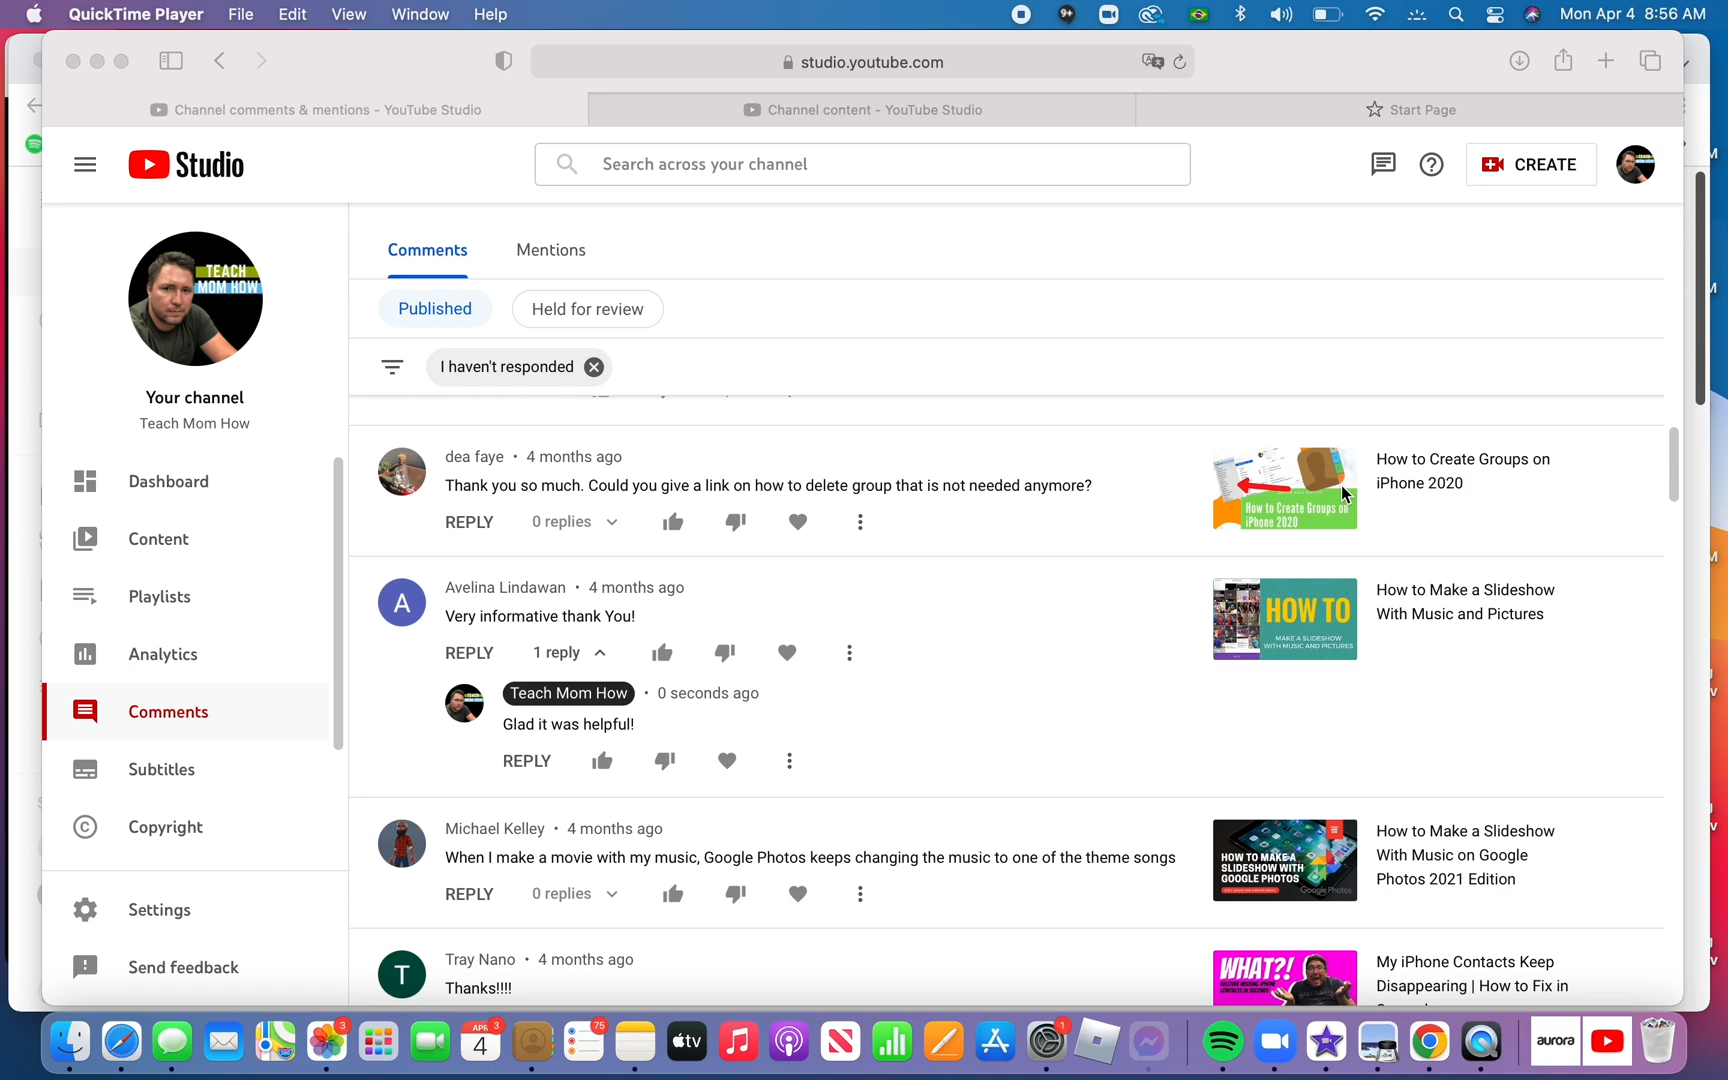 QuickTime Player File Edit View Window Help 9+ Mon Apr 4 8:56 AM
studio.youtube.com
Channel comments & mentions - YouTube Studio Channel content - YouTube Studio Start Page
Studio Search across your channel CREATE
TEACH
MOM HOW
Your channel
Teach Mom How
Dashboard
Content
Playlists
Analytics
Comments
Subtitles
Copyright
Settings
Send feedback
Comments Mentions
Published Held for review
I haven't responded
dea faye • 4 months ago
Thank you so much. Could you give a link on how to delete group that is not needed anymore?
REPLY 0 replies
How to Create Groups on
iPhone 2020
How to Create Groups on
iPhone 2020
A
Avelina Lindawan • 4 months ago
Very informative thank You!
REPLY 1 reply
HOW TO
MAKE A SLIDESHOW
WITH MUSIC AND PICTURES
How to Make a Slideshow
With Music and Pictures
Teach Mom How • 0 seconds ago
Glad it was helpful!
REPLY
Michael Kelley • 4 months ago
When I make a movie with my music, Google Photos keeps changing the music to one of the theme songs
REPLY 0 replies
HOW TO MAKE A
SLIDESHOW WITH
GOOGLE PHOTOS
Google Photos
How to Make a Slideshow
With Music on Google
Photos 2021 Edition
T
Tray Nano • 4 months ago
Thanks!!!!
WHAT?!
My iPhone Contacts Keep
Disappearing | How to Fix in
3 APR 4 3 75 tv 1 aurora